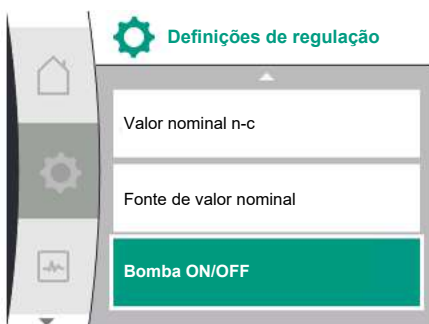 Definições de regulação
Valor nominal n-c
Fonte de valor nominal
Bomba ON/OFF